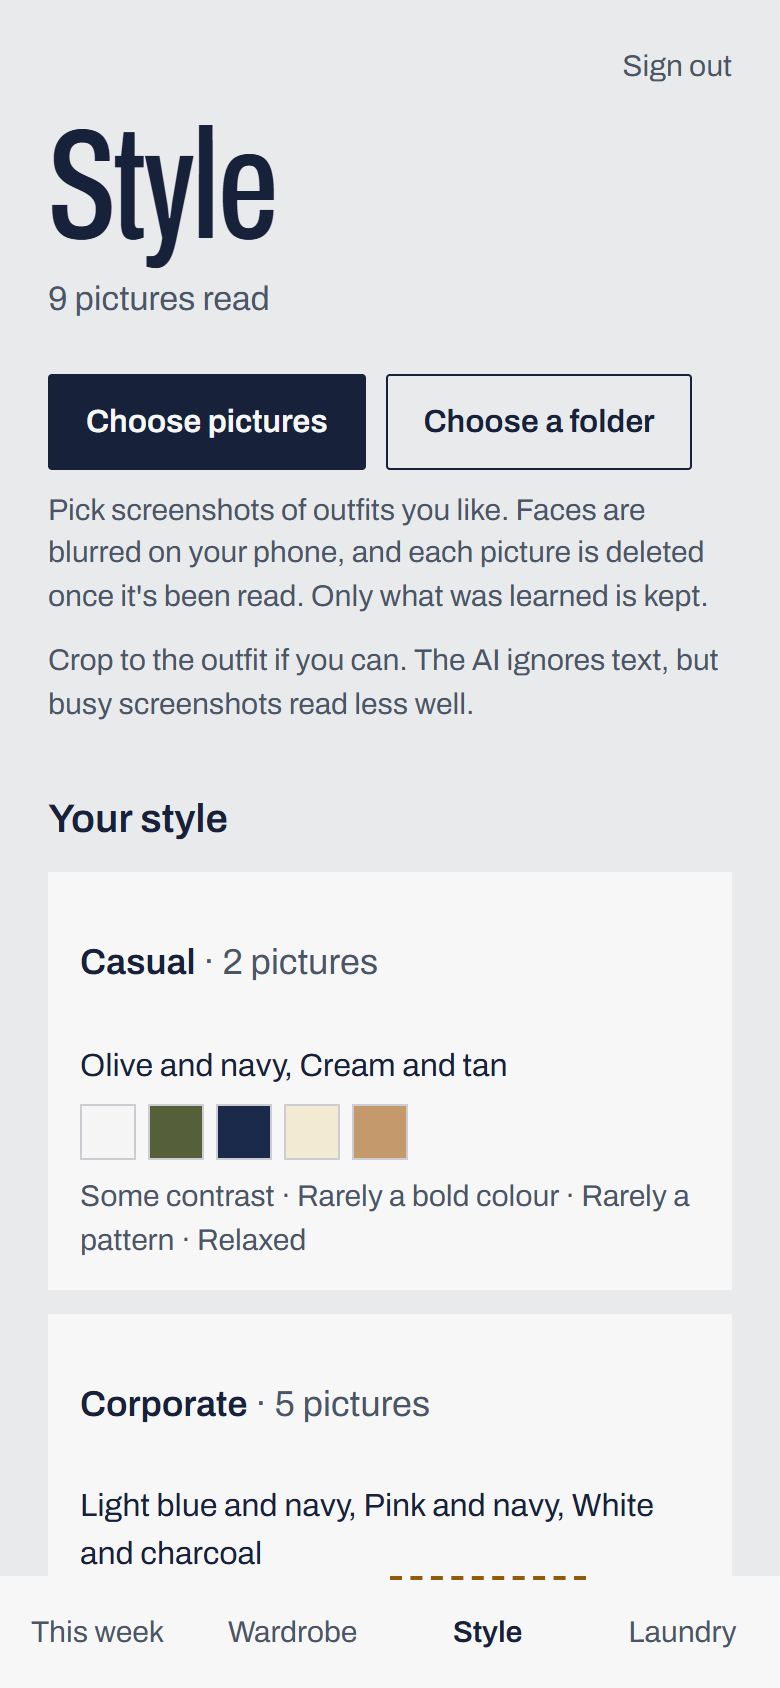 Sign out
Style
9 pictures read
Choose pictures
Choose a folder
Pick screenshots of outfits you like. Faces are
blurred on your phone, and each picture is deleted
once it's been read. Only what was learned is kept.
Crop to the outfit if you can. The AI ignores text, but
busy screenshots read less well.
Your style
Casual · 2 pictures
Olive and navy, Cream and tan
Some contrast · Rarely a bold colour · Rarely a
pattern · Relaxed
Corporate · 5 pictures
Light blue and navy, Pink and navy, White
and charcoal
This week
Wardrobe
Style
Laundry